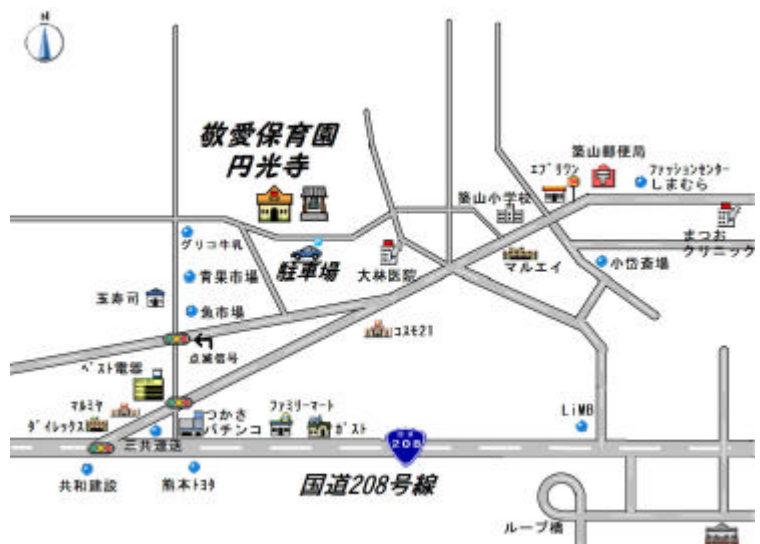 N
敬愛保育園
円光寺
築山郵便局
エブリワン
ファッションセンター
しまむら
築山小学校
まつお
クリニック
グリコ牛乳
駐車場
大林医院
マルエイ
小岱斎場
青果市場
玉寿司
魚市場
コスモ21
点滅信号
ベスト電器
マルミヤ
ダイレックス
つかさ
パチンコ
ファミリーマート
ガスト
LiMB
三共運送
208
共和建設
熊本トヨタ
国道208号線
ループ橋